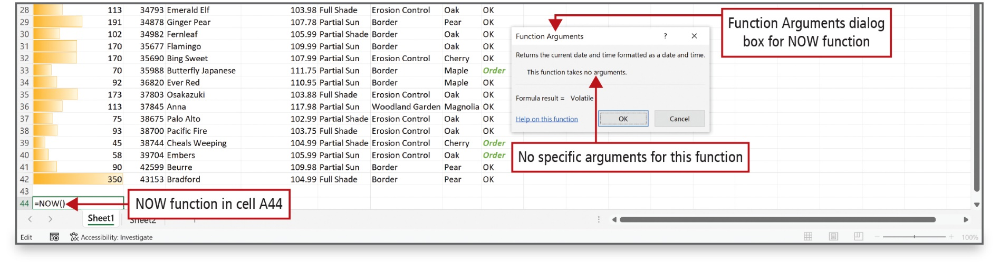 28 113 34793 Emerald Elf 103.98 Full Shade Erosion Control Oak OK
29 191 34878 Ginger Pear 107.78 Partial Sun Border Pear OK
30 102 34982 Fernleaf 105.99 Partial Shade Border Oak OK
31 170 35677 Flamingo 109.99 Partial Sun Border Oak OK
32 170 35690 Bing Sweet 107.99 Partial Sun Erosion Control Cherry OK
33 70 35988 Butterfly Japanese 111.75 Partial Sun Border Maple Order
34 92 36820 Ever Red 110.95 Partial Sun Border Maple OK
35 173 37803 Osakazuki 103.88 Full Shade Erosion Control Oak OK
36 113 37845 Anna 117.98 Partial Sun Woodland Garden Magnolia OK
37 75 38675 Palo Alto 102.99 Partial Shade Erosion Control Oak OK
38 93 38700 Pacific Fire 103.75 Full Shade Erosion Control Oak OK
39 45 38744 Cheals Weeping 104.99 Partial Shade Erosion Control Cherry Order
40 58 39704 Embers 105.99 Partial Sun Erosion Control Oak Order
41 90 42599 Beurre 109.98 Partial Sun Border Pear OK
42 350 43153 Bradford 104.99 Full Shade Border Pear OK
43
44 =NOW()
NOW function in cell A44
Function Arguments dialog
box for NOW function
Function Arguments ? ×
Returns the current date and time formatted as a date and time.
This function takes no arguments.
Formula result = Volatile
Help on this function OK Cancel
No specific arguments for this function
Sheet1 Sheet2
Edit Accessibility: Investigate 100%